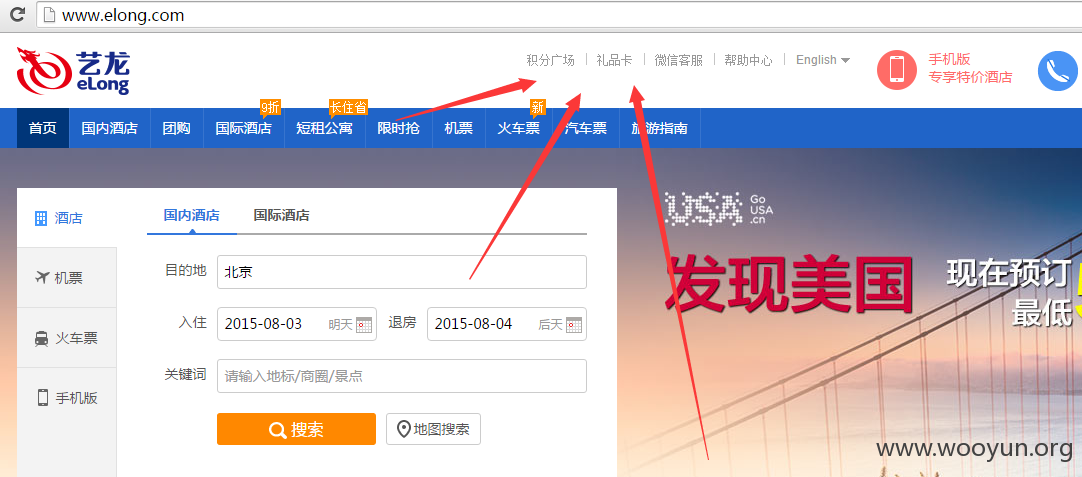 www.elong.com
艺龙
eLong
积分广场 礼品卡 微信客服 帮助中心 English
手机版
专享特价酒店
9折 长住省 新
首页 国内酒店 团购 国际酒店 短租公寓 限时抢 机票 火车票 汽车票 旅游指南
酒店
机票
火车票
手机版
国内酒店 国际酒店
目的地 北京
入住 2015-08-03 明天 退房 2015-08-04 后天
关键词 请输入地标/商圈/景点
搜索 地图搜索
USA Go
USA
.cn
发现美国
现在预订
最低
www.wooyun.org